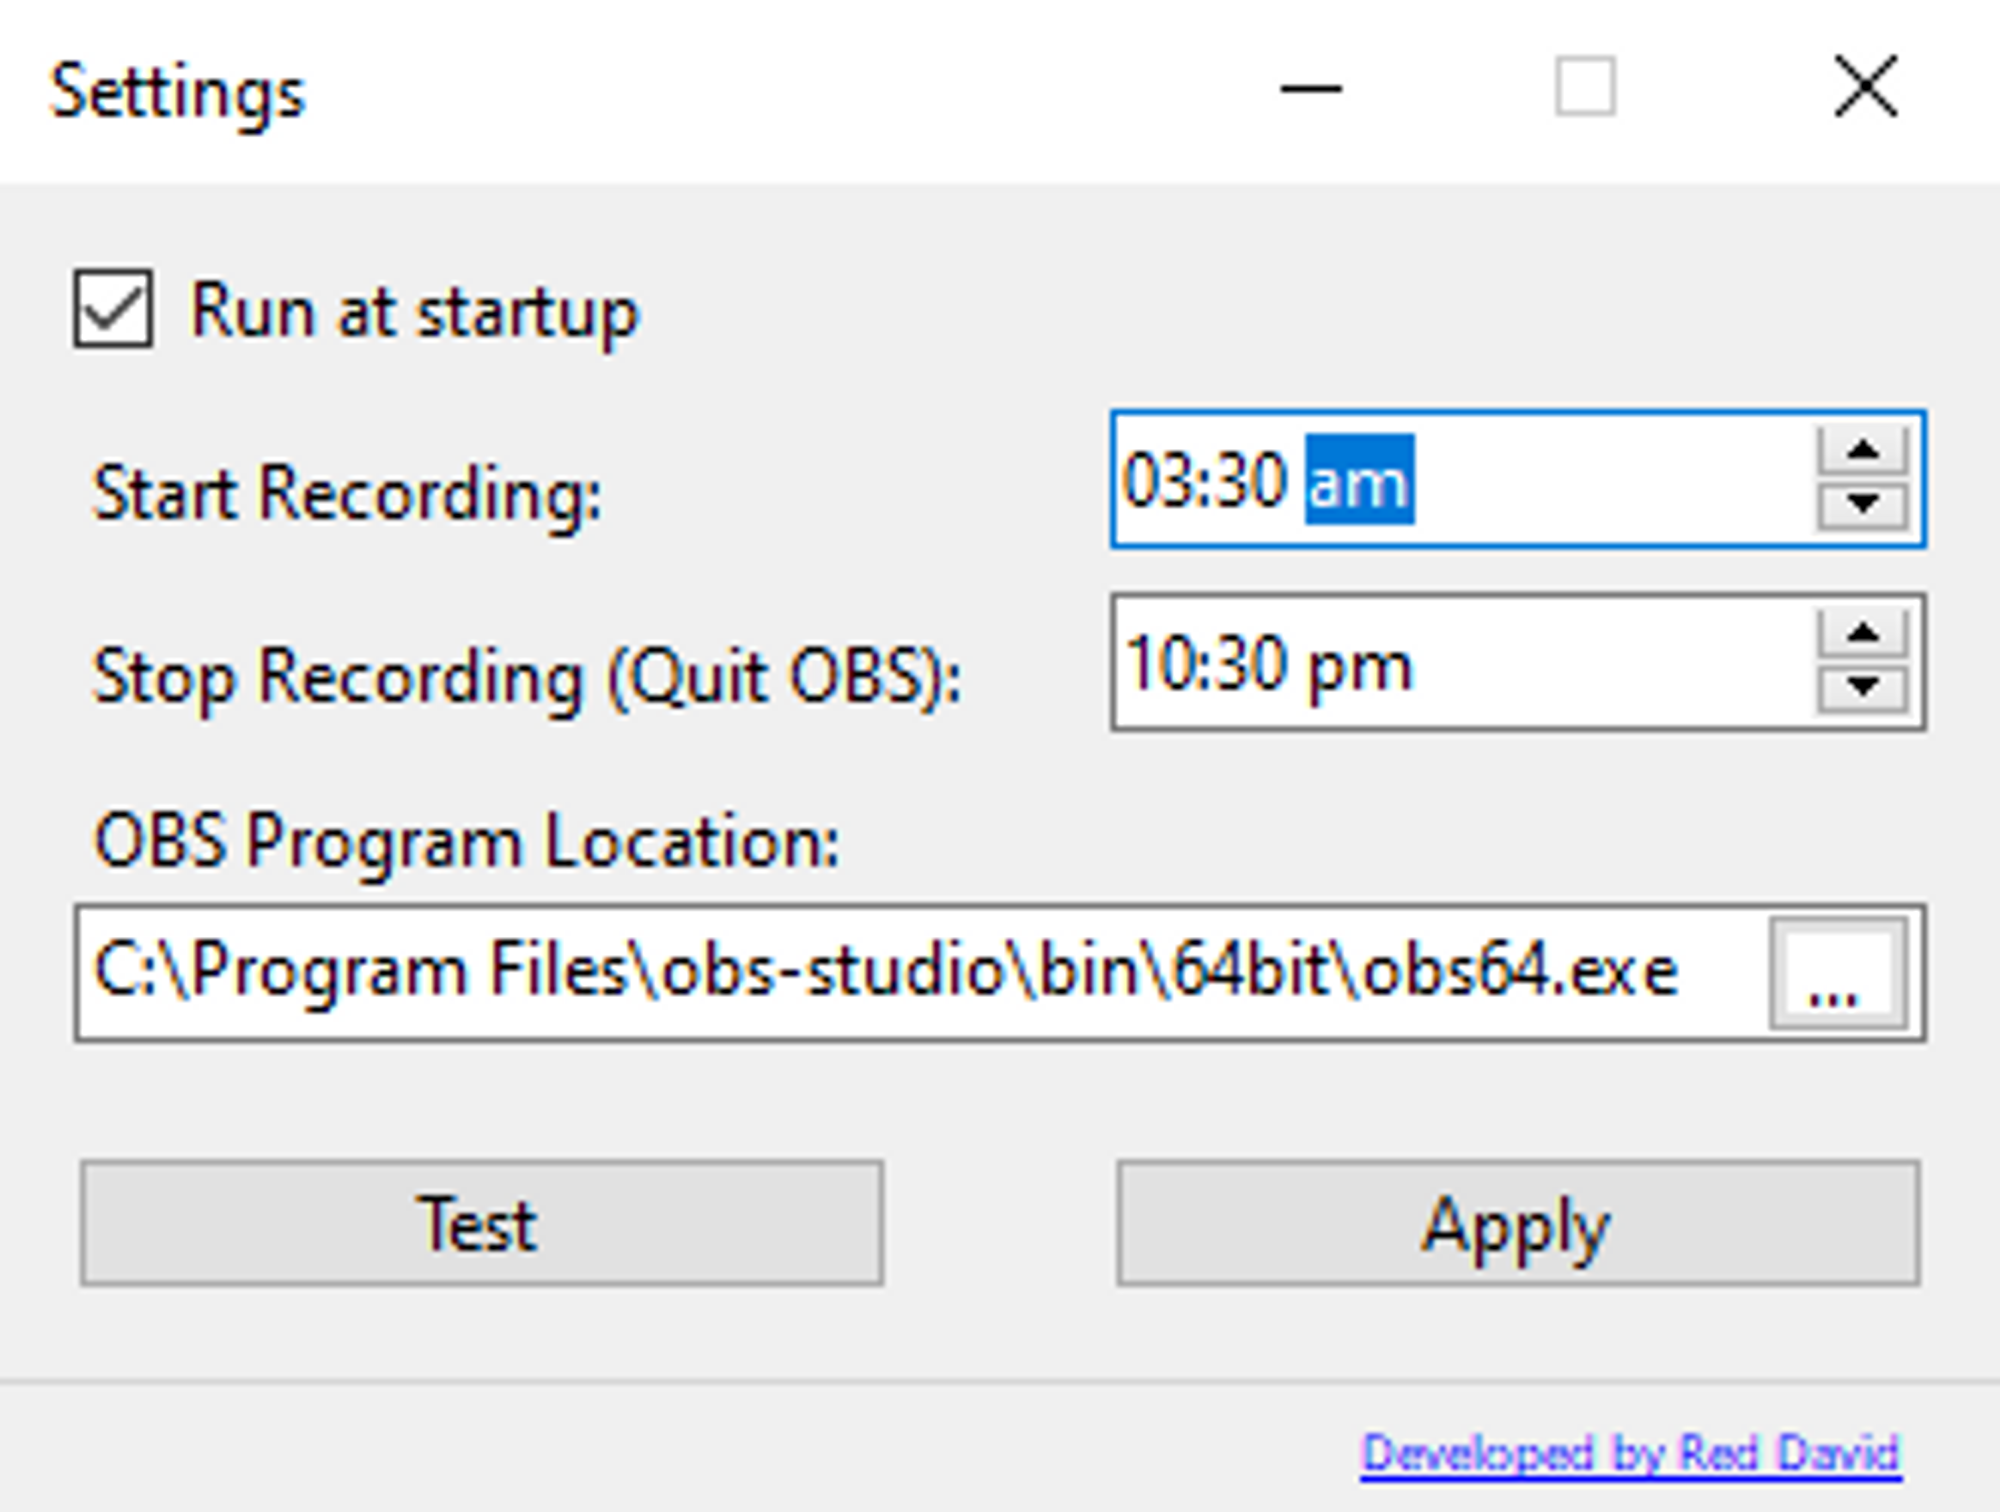 Settings
Run at startup
Start Recording:
03:30 am
Stop Recording (Quit OBS):
10:30 pm
OBS Program Location:
C:\Program Files\obs-studio\bin\64bit\obs64.exe
...
Test
Apply
Developed by Red David